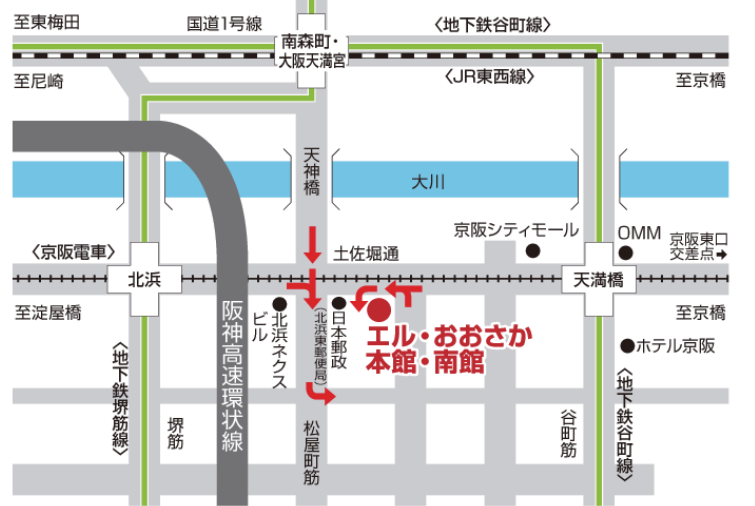 至東梅田
国道1号線
南森町・
大阪天満宮
〈地下鉄谷町線〉
至尼崎
〈JR東西線〉
至京橋
天神橋
大川
〈京阪電車〉
土佐堀通
京阪シティモール
OMM
京阪東口
交差点➡
北浜
天満橋
至淀屋橋
阪神高速環状線
北浜ネクス
ビル
日本郵政
(北浜東郵便局)
エル・おおさか
本館・南館
至京橋
ホテル京阪
〈地下鉄堺筋線〉
堺筋
松屋町筋
谷町筋
〈地下鉄谷町線〉